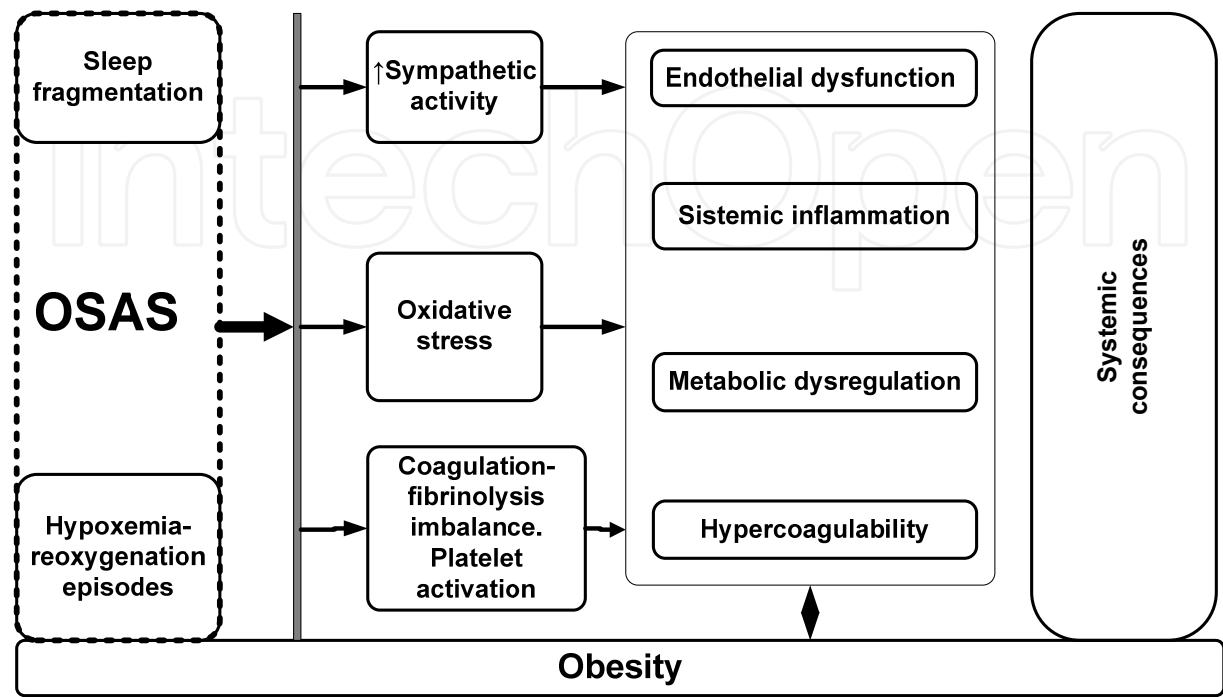 Sleep
fragmentation
OSAS
Hypoxemia-
reoxygenation
episodes
↑Sympathetic
activity
Oxidative
stress
Coagulation-
fibrinolysis
imbalance.
Platelet
activation
Endothelial dysfunction
Sistemic inflammation
Metabolic dysregulation
Hypercoagulability
Systemic
consequences
Obesity
IntechOpen